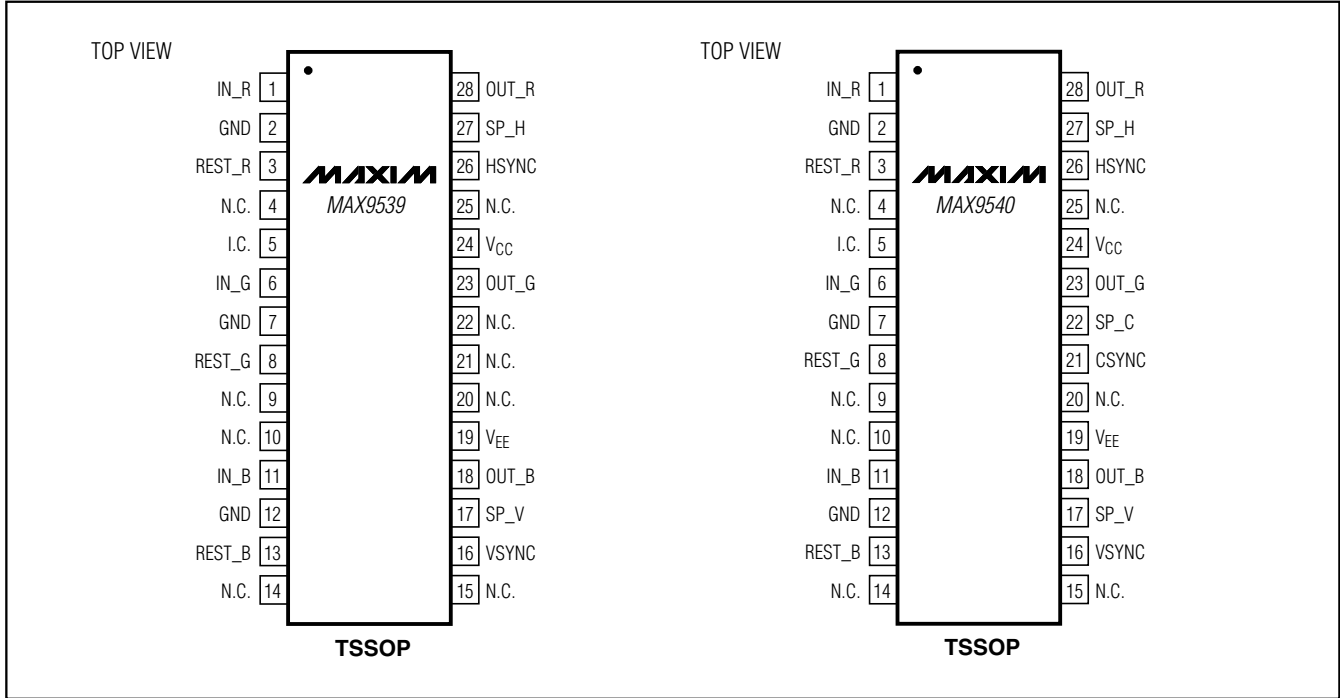 TOP VIEW
IN_R 1
GND 2
REST_R 3
N.C. 4
I.C. 5
IN_G 6
GND 7
REST_G 8
N.C. 9
N.C. 10
IN_B 11
GND 12
REST_B 13
N.C. 14
MAXIM
MAX9539
28 OUT_R
27 SP_H
26 HSYNC
25 N.C.
24 VCC
23 OUT_G
22 N.C.
21 N.C.
20 N.C.
19 VEE
18 OUT_B
17 SP_V
16 VSYNC
15 N.C.
TSSOP
TOP VIEW
IN_R 1
GND 2
REST_R 3
N.C. 4
I.C. 5
IN_G 6
GND 7
REST_G 8
N.C. 9
N.C. 10
IN_B 11
GND 12
REST_B 13
N.C. 14
MAXIM
MAX9540
28 OUT_R
27 SP_H
26 HSYNC
25 N.C.
24 VCC
23 OUT_G
22 SP_C
21 CSYNC
20 N.C.
19 VEE
18 OUT_B
17 SP_V
16 VSYNC
15 N.C.
TSSOP